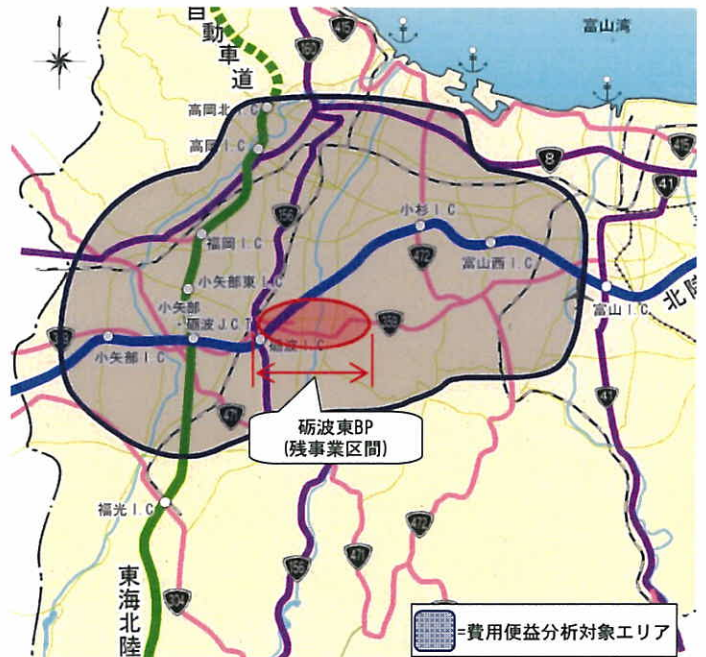 自動車道
415
160
富山湾
高岡北I.C
高岡I.C
8
415
41
156
小杉I.C
福岡I.C
472
富山西I.C
小矢部東I.C
富山I.C
北陸
小矢部
・砺波J.C.T
359
砺波I.C
小矢部I.C
471
41
砺波東BP
(残事業区間)
福光I.C
472
471
156
304
東海北陸
=費用便益分析対象エリア